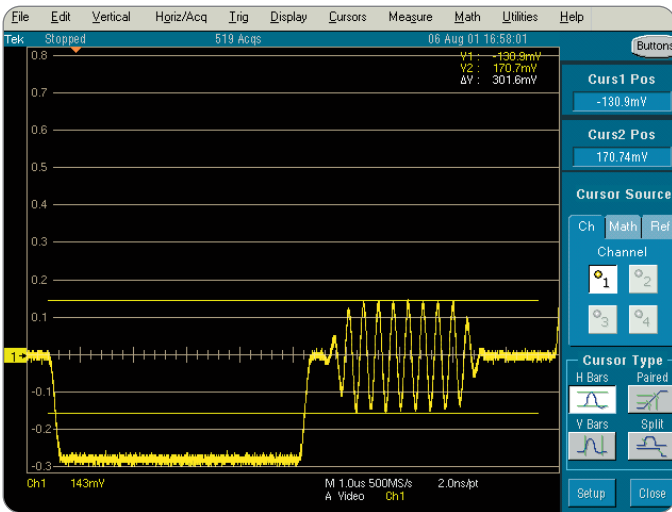 File Edit Vertical Horiz/Acq Trig Display Cursors Measure Math Utilities Help
Tek Stopped 519 Acqs 06 Aug 01 16:58:01
Buttons
V1 : -130.9mV
V2 : 170.7mV
ΔV : 301.6mV
0.8
0.7
0.6
0.5
0.4
0.3
0.2
0.1
1
-0.1
-0.2
-0.3
Ch1 143mV M 1.0us 500MS/s 2.0ns/pt
A Video Ch1
Curs1 Pos
-130.9mV
Curs2 Pos
170.74mV
Cursor Source
Ch Math Ref
Channel
1 2
3 4
Cursor Type
H Bars Paired
V Bars Split
Setup Close